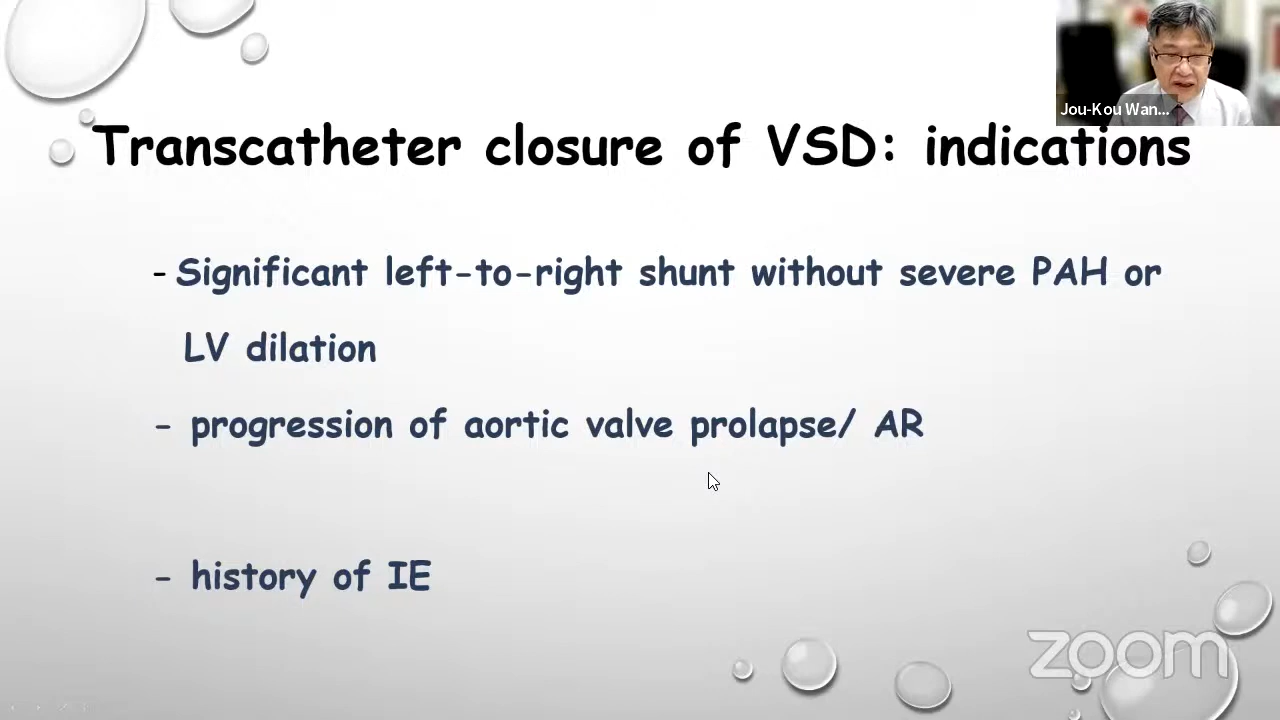 Jou-Kou Wan...
Transcatheter closure of VSD: indications
- Significant left-to-right shunt without severe PAH or
LV dilation
- progression of aortic valve prolapse/ AR
- history of IE
zoom